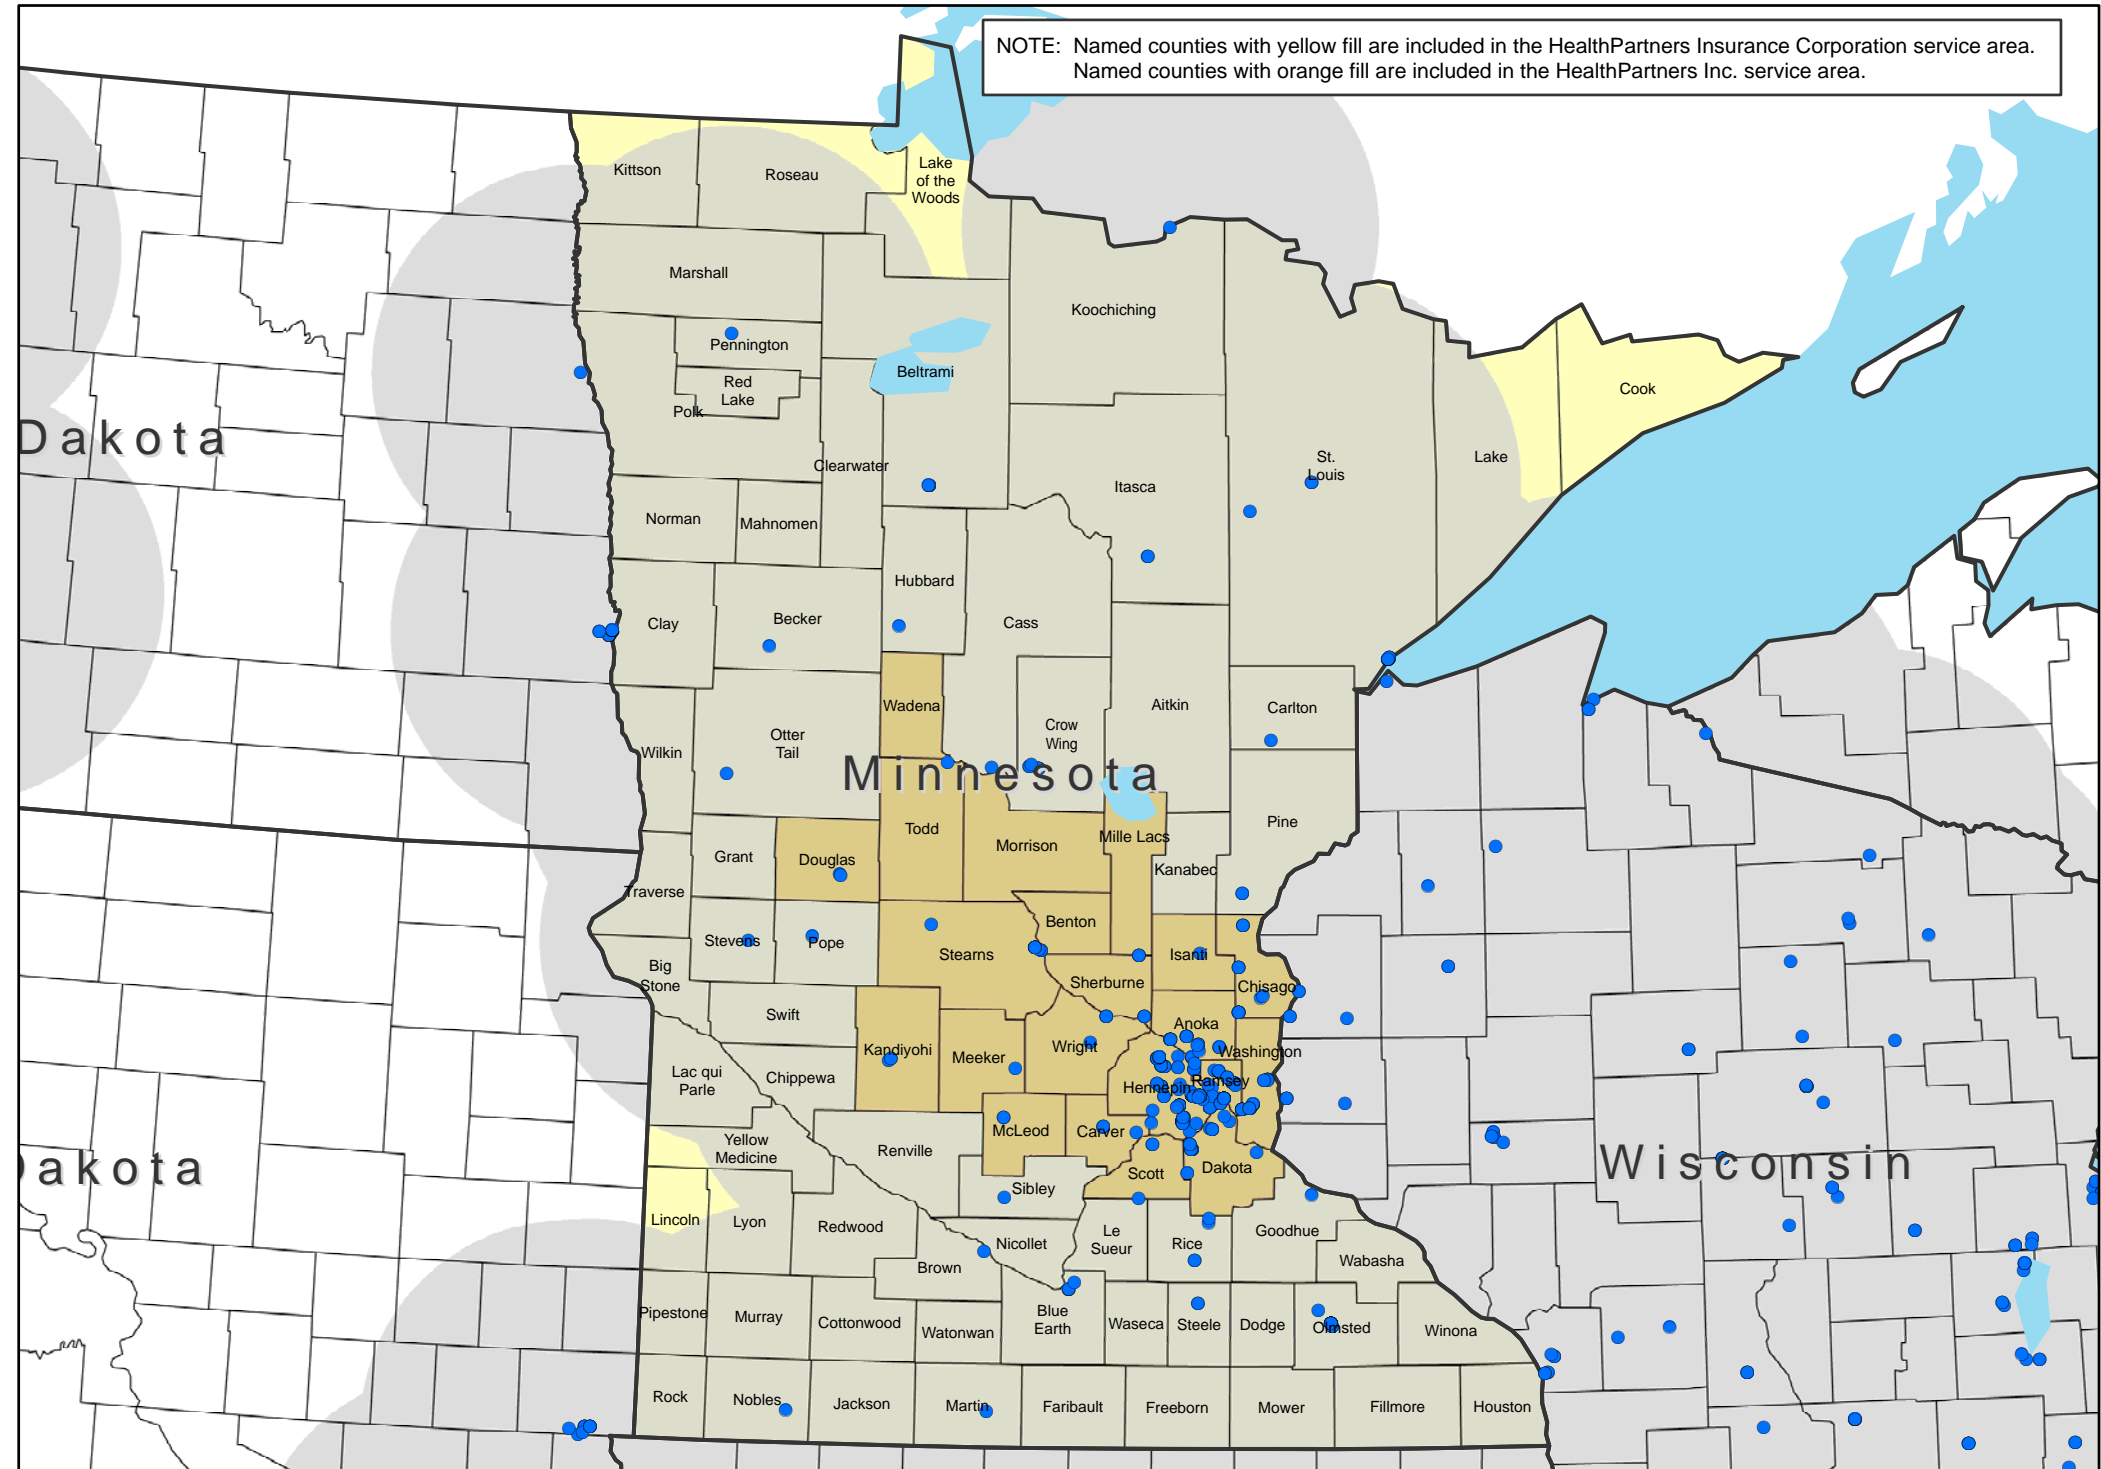 NOTE: Named counties with yellow fill are included in the HealthPartners Insurance Corporation service area.
Named counties with orange fill are included in the HealthPartners Inc. service area.
Kittson
Roseau
Lake
of the
Woods
Marshall
Koochiching
Pennington
Red
Lake
Polk
Beltrami
Cook
Dakota
Clearwater
St.
Louis
Lake
Itasca
Norman
Mahnomen
Hubbard
Clay
Becker
Cass
Wadena
Aitkin
Carlton
Crow
Wing
Otter
Tail
Wilkin
Minnesota
Pine
Todd
Morrison
Mille Lacs
Grant
Douglas
Kanabec
Traverse
Benton
Stevens
Pope
Stearns
Isanti
Big
Stone
Sherburne
Chisago
Swift
Anoka
Kandiyohi
Meeker
Wright
Washington
Lac qui
Parle
Chippewa
Hennepin
Ramsey
McLeod
Carver
Yellow
Medicine
Renville
Dakota
Scott
Dakota
Wisconsin
Sibley
Lincoln
Lyon
Redwood
Nicollet
Le
Sueur
Rice
Goodhue
Brown
Wabasha
Pipestone
Murray
Cottonwood
Watonwan
Blue
Earth
Waseca
Steele
Dodge
Olmsted
Winona
Rock
Nobles
Jackson
Martin
Faribault
Freeborn
Mower
Fillmore
Houston